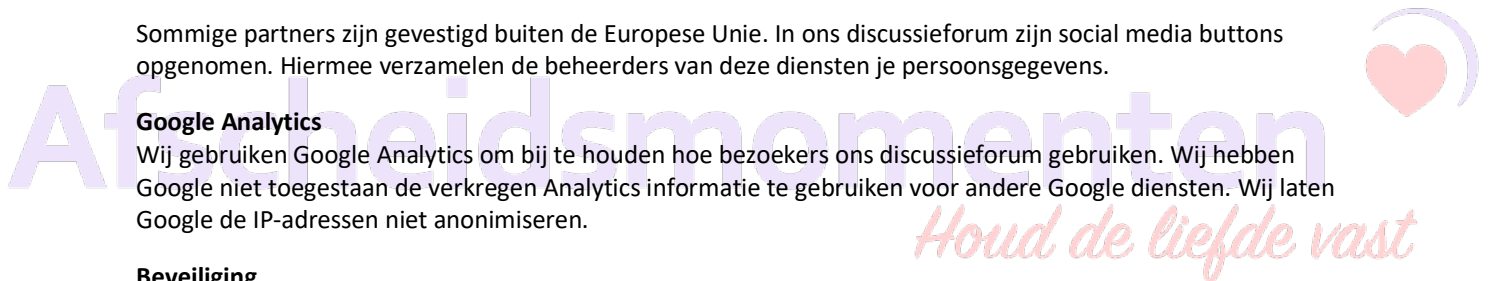 Sommige partners zijn gevestigd buiten de Europese Unie. In ons discussieforum zijn social media buttons
opgenomen. Hiermee verzamelen de beheerders van deze diensten je persoonsgegevens.
Afscheidsmomenten
Google Analytics
Wij gebruiken Google Analytics om bij te houden hoe bezoekers ons discussieforum gebruiken. Wij hebben
Google niet toegestaan de verkregen Analytics informatie te gebruiken voor andere Google diensten. Wij laten
Google de IP-adressen niet anonimiseren.
Houd de liefde vast
Beveiliging